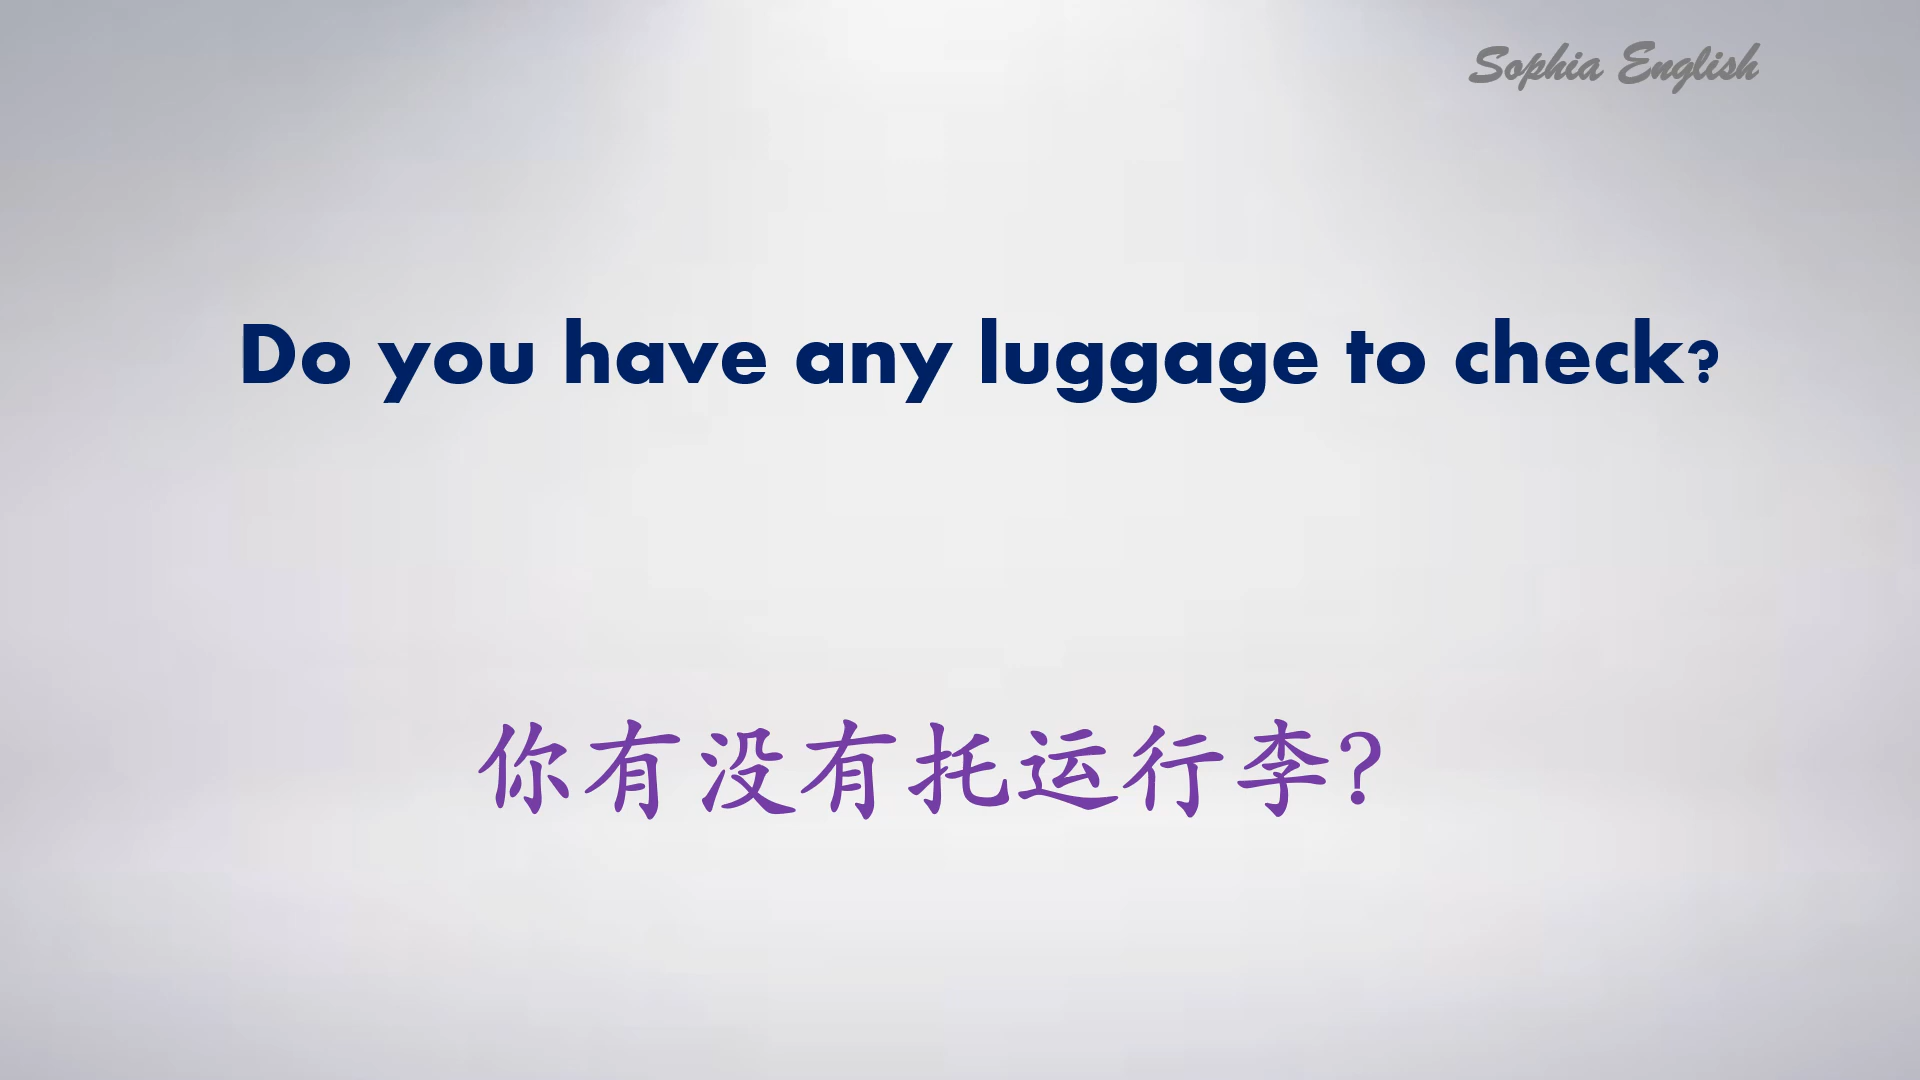 Sophia English
Do you have any luggage to check?
你有没有托运行李?